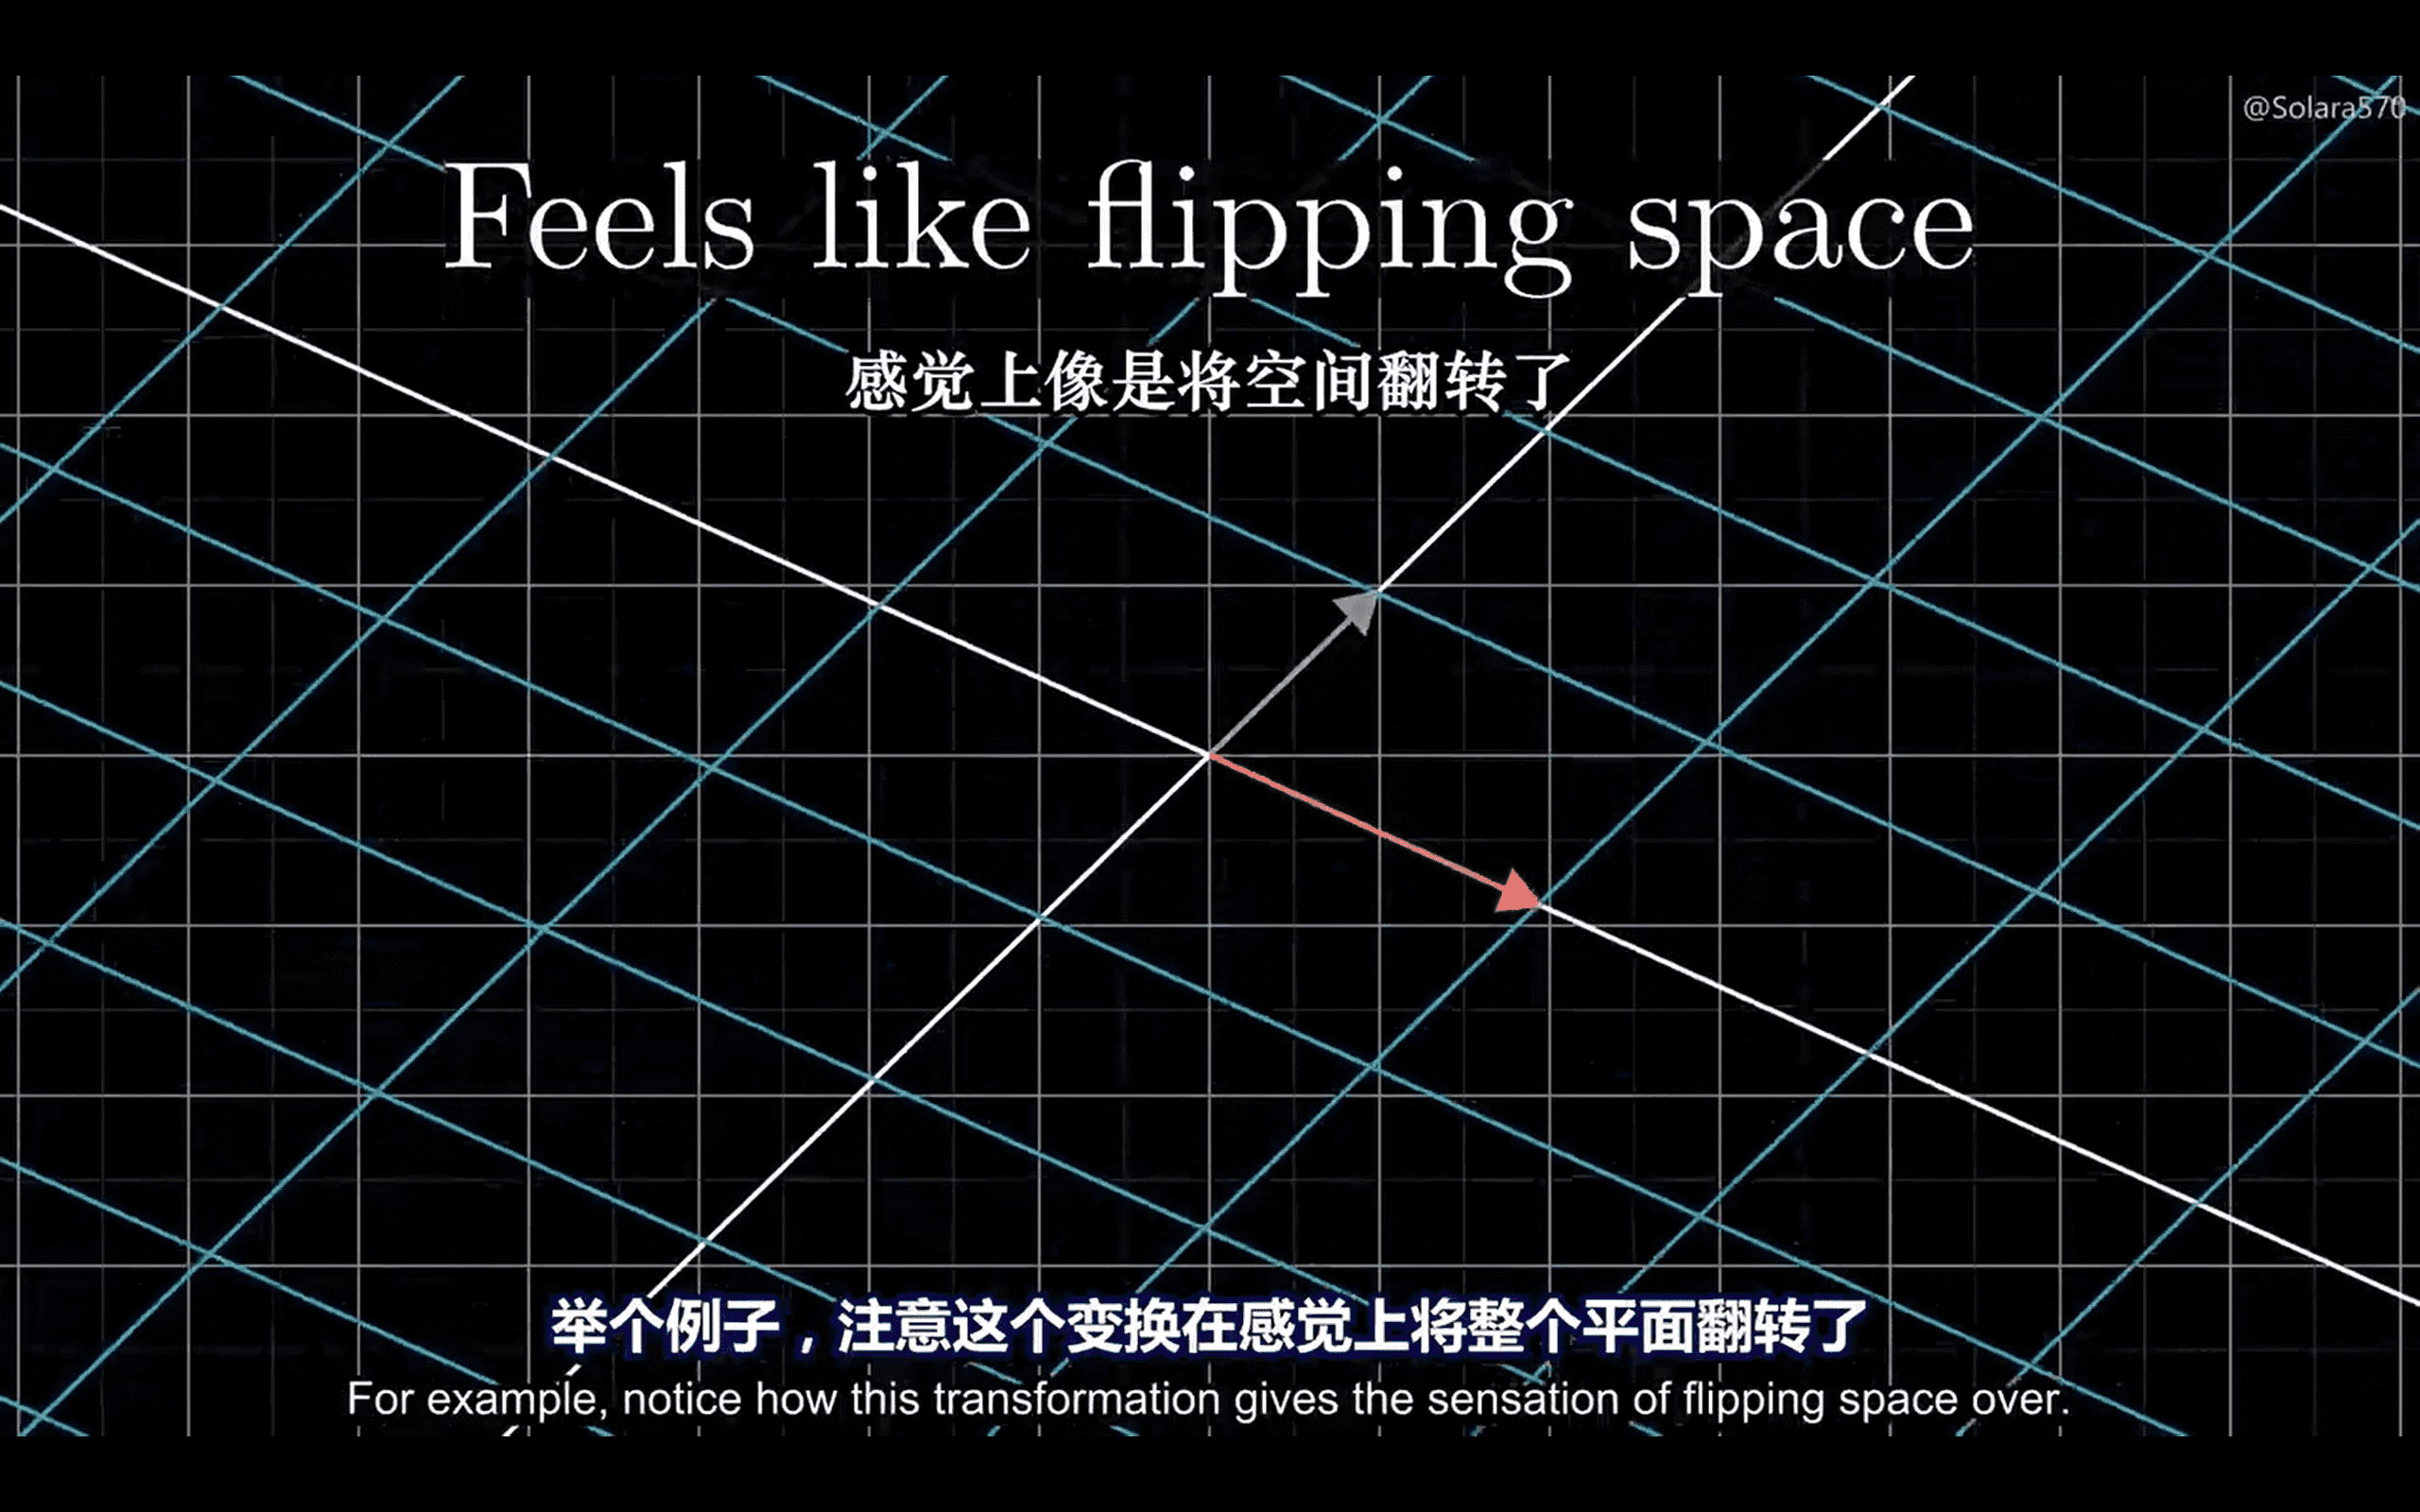 @Solara570
Feels like flipping space
感觉上像是将空间翻转了
举个例子，注意这个变换在感觉上将整个平面翻转了
For example, notice how this transformation gives the sensation of flipping space over.